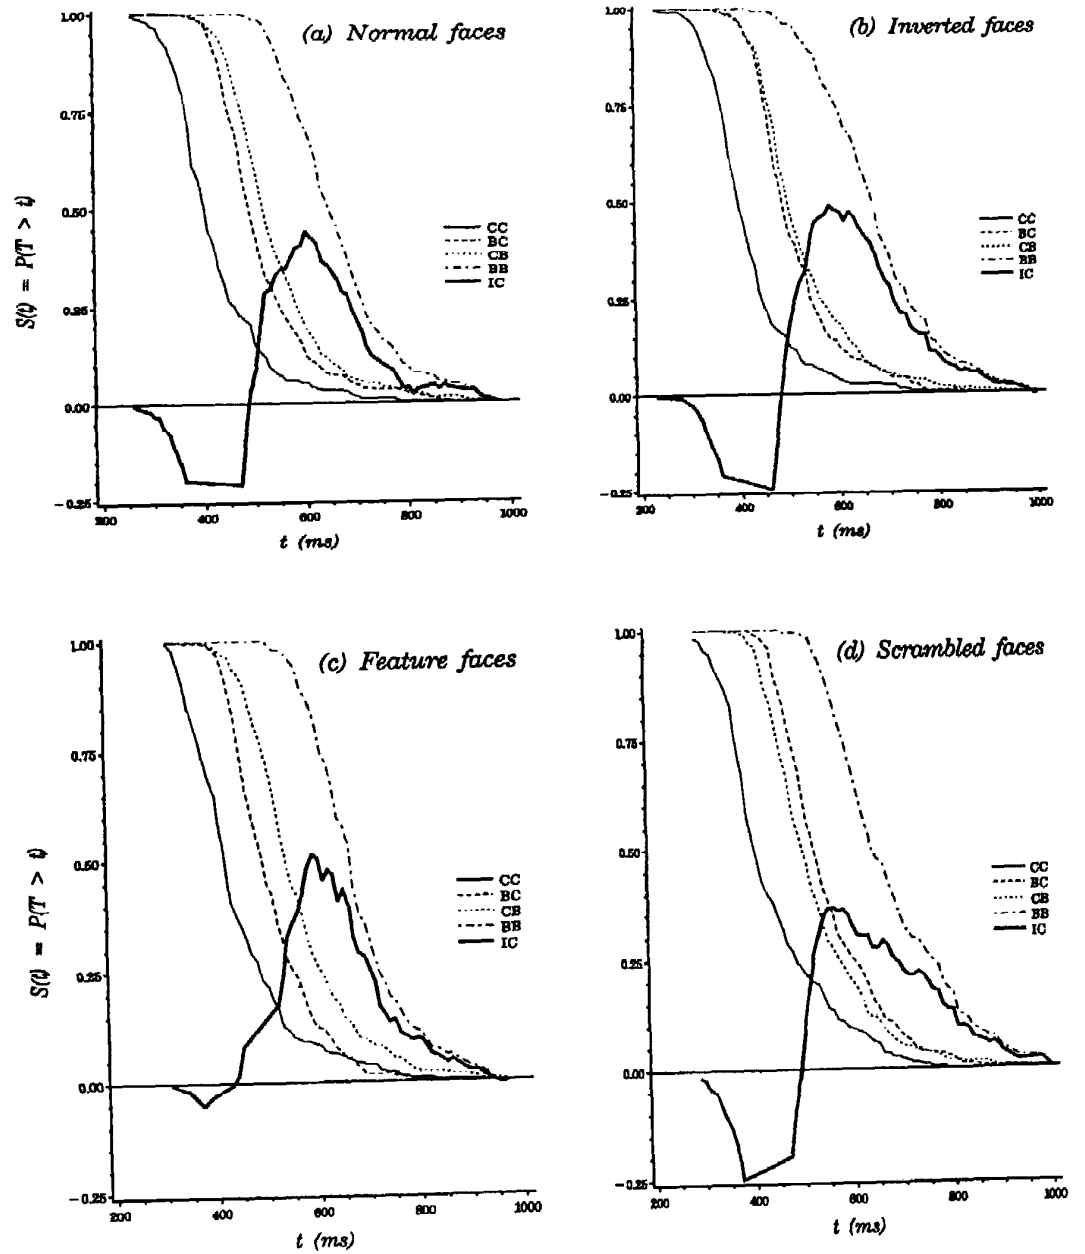 (a) Normal faces
1.00
0.75
0.50
0.25
0.00
-0.25
S(t) = P(T > t)
CC
BC
CB
BB
IC
200 400 600 800 1000
t (ms)
(b) Inverted faces
1.00
0.75
0.50
0.25
0.00
-0.25
CC
BC
CB
BB
IC
200 400 600 800 1000
t (ms)
(c) Feature faces
1.00
0.75
0.50
0.25
0.00
-0.25
S(t) = P(T > t)
CC
BC
CB
BB
IC
200 400 600 800 1000
t (ms)
(d) Scrambled faces
1.00
0.75
0.50
0.25
0.00
-0.25
CC
BC
CB
BB
IC
200 400 600 800 1000
t (ms)